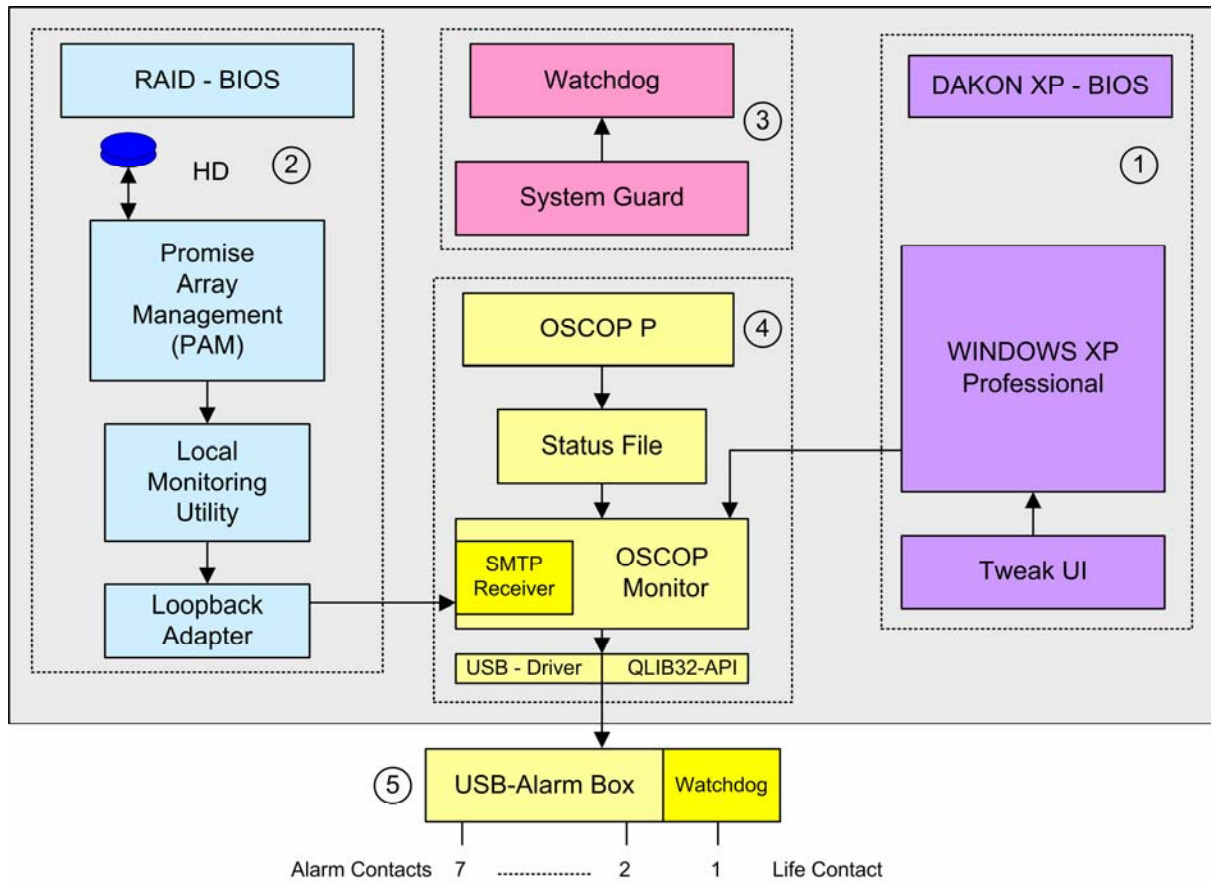 RAID - BIOS
HD
2
Promise
Array
Management
(PAM)
Local
Monitoring
Utility
Loopback
Adapter
Watchdog
3
System Guard
OSCOP P
4
Status File
SMTP
Receiver
OSCOP
Monitor
USB - Driver QLIB32-API
DAKON XP - BIOS
1
WINDOWS XP
Professional
Tweak UI
5
USB-Alarm Box
Watchdog
Alarm Contacts 7 .................. 2 1 Life Contact